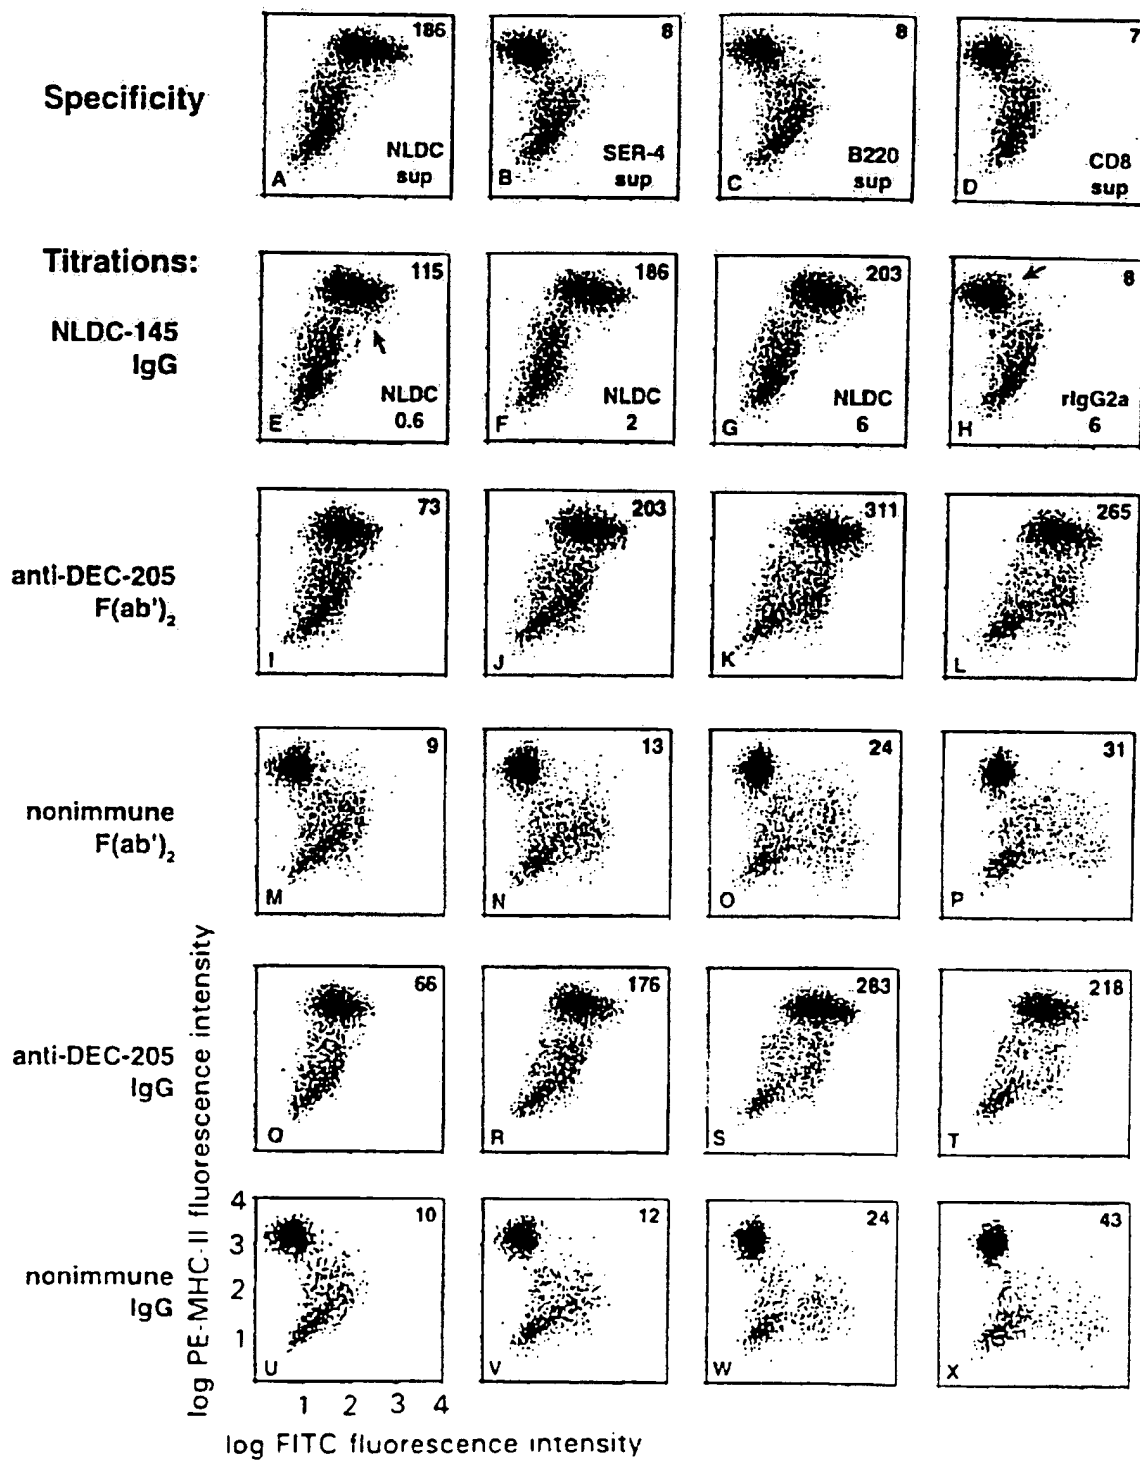 Specificity
186
NLDC
sup
A
8
SER-4
sup
B
8
B220
sup
C
7
CD8
sup
D
Titrations:
NLDC-145
IgG
115
NLDC
0.6
E
186
NLDC
2
F
203
NLDC
6
G
8
rIgG2a
6
H
anti-DEC-205
F(ab')₂
73
I
203
J
311
K
265
L
nonimmune
F(ab')₂
9
M
13
N
24
O
31
P
anti-DEC-205
IgG
66
Q
176
R
283
S
218
T
nonimmune
IgG
10
U
12
V
24
W
43
X
log PE-MHC-II fluorescence intensity
4
3
2
1
1 2 3 4
log FITC fluorescence intensity